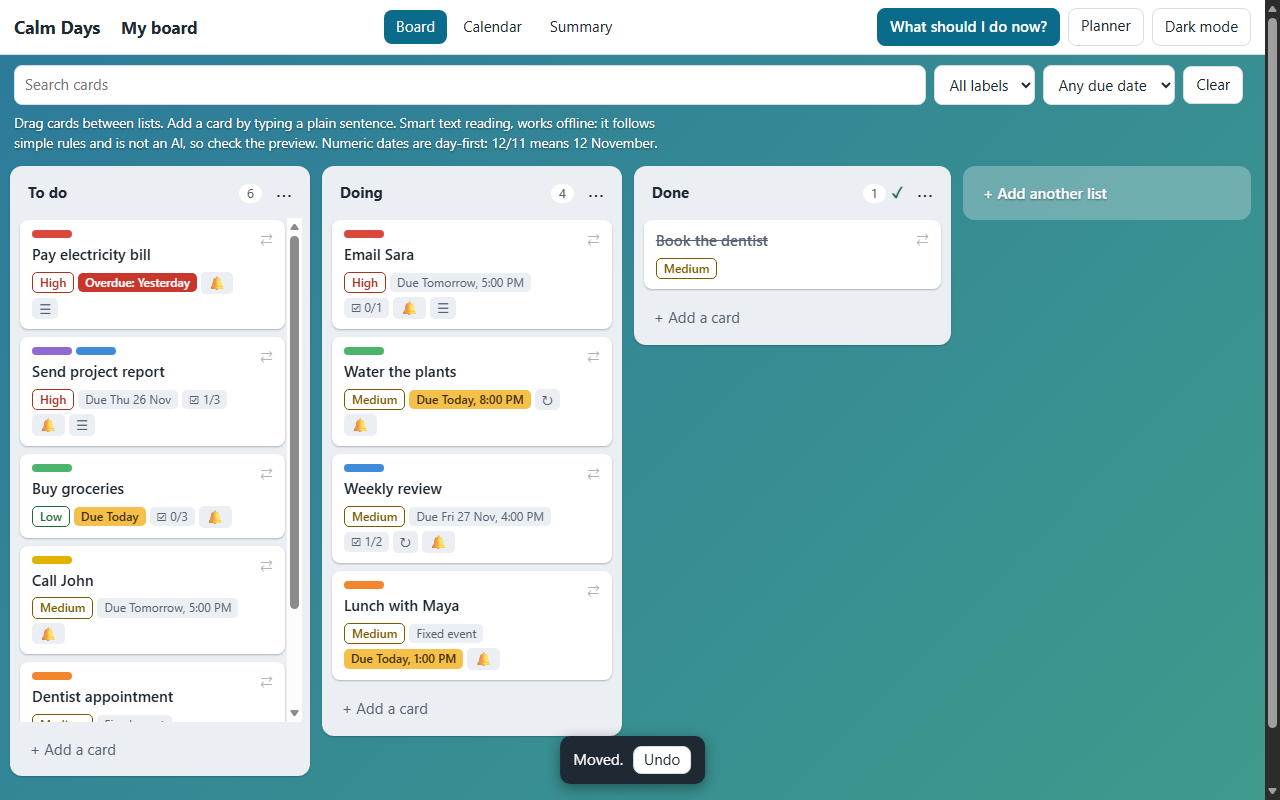 Calm Days
My board
Board
Calendar
Summary
What should I do now?
Planner
Dark mode
Search cards
All labels
Any due date
Clear
Drag cards between lists. Add a card by typing a plain sentence. Smart text reading, works offline: it follows
simple rules and is not an AI, so check the preview. Numeric dates are day-first: 12/11 means 12 November.
To do
6
...
Pay electricity bill
High
Overdue: Yesterday
Send project report
High
Due Thu 26 Nov
1/3
Buy groceries
Low
Due Today
0/3
Call John
Medium
Due Tomorrow, 5:00 PM
Dentist appointment
Medium
Fixed event
+ Add a card
Doing
4
...
Email Sara
High
Due Tomorrow, 5:00 PM
0/1
Water the plants
Medium
Due Today, 8:00 PM
Weekly review
Medium
Due Fri 27 Nov, 4:00 PM
1/2
Lunch with Maya
Medium
Fixed event
Due Today, 1:00 PM
+ Add a card
Done
1 ✓
...
Book the dentist
Medium
+ Add a card
+ Add another list
Moved.
Undo